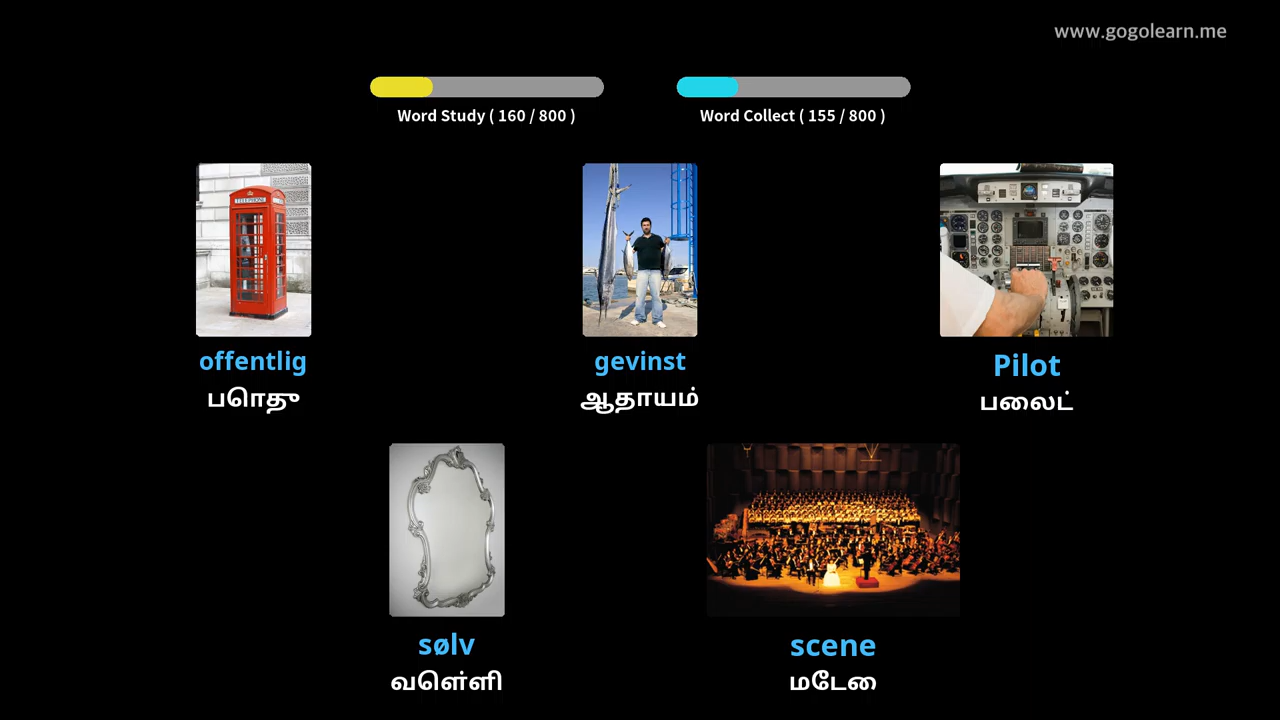 www.gogolearn.me
Word Study ( 160 / 800 )
Word Collect ( 155 / 800 )
offentlig
பொது
gevinst
ஆதாயம்
Pilot
பைலட்
TELEPHONE
sølv
வெள்ளி
scene
மேடை